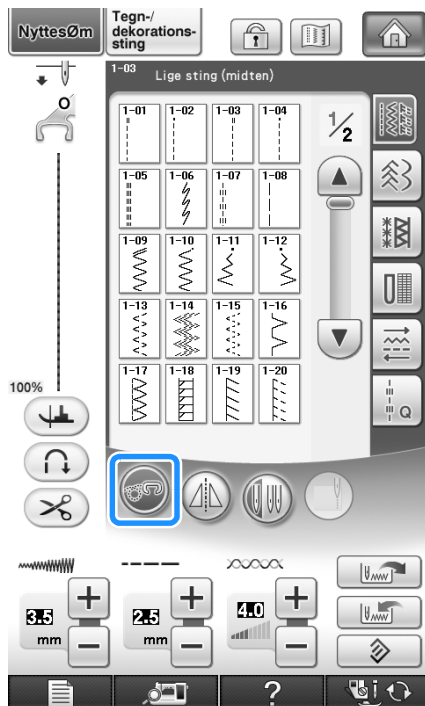 NyttesØm
Tegn-/
dekorations-
sting
1-03
Lige sting (midten)
O
1-01 1-02 1-03 1-04
1/2
1-05 1-06 1-07 1-08
1-09 1-10 1-11 1-12
1-13 1-14 1-15 1-16
1-17 1-18 1-19 1-20
Q
100%
3.5 2.5 4.0
mm mm
?